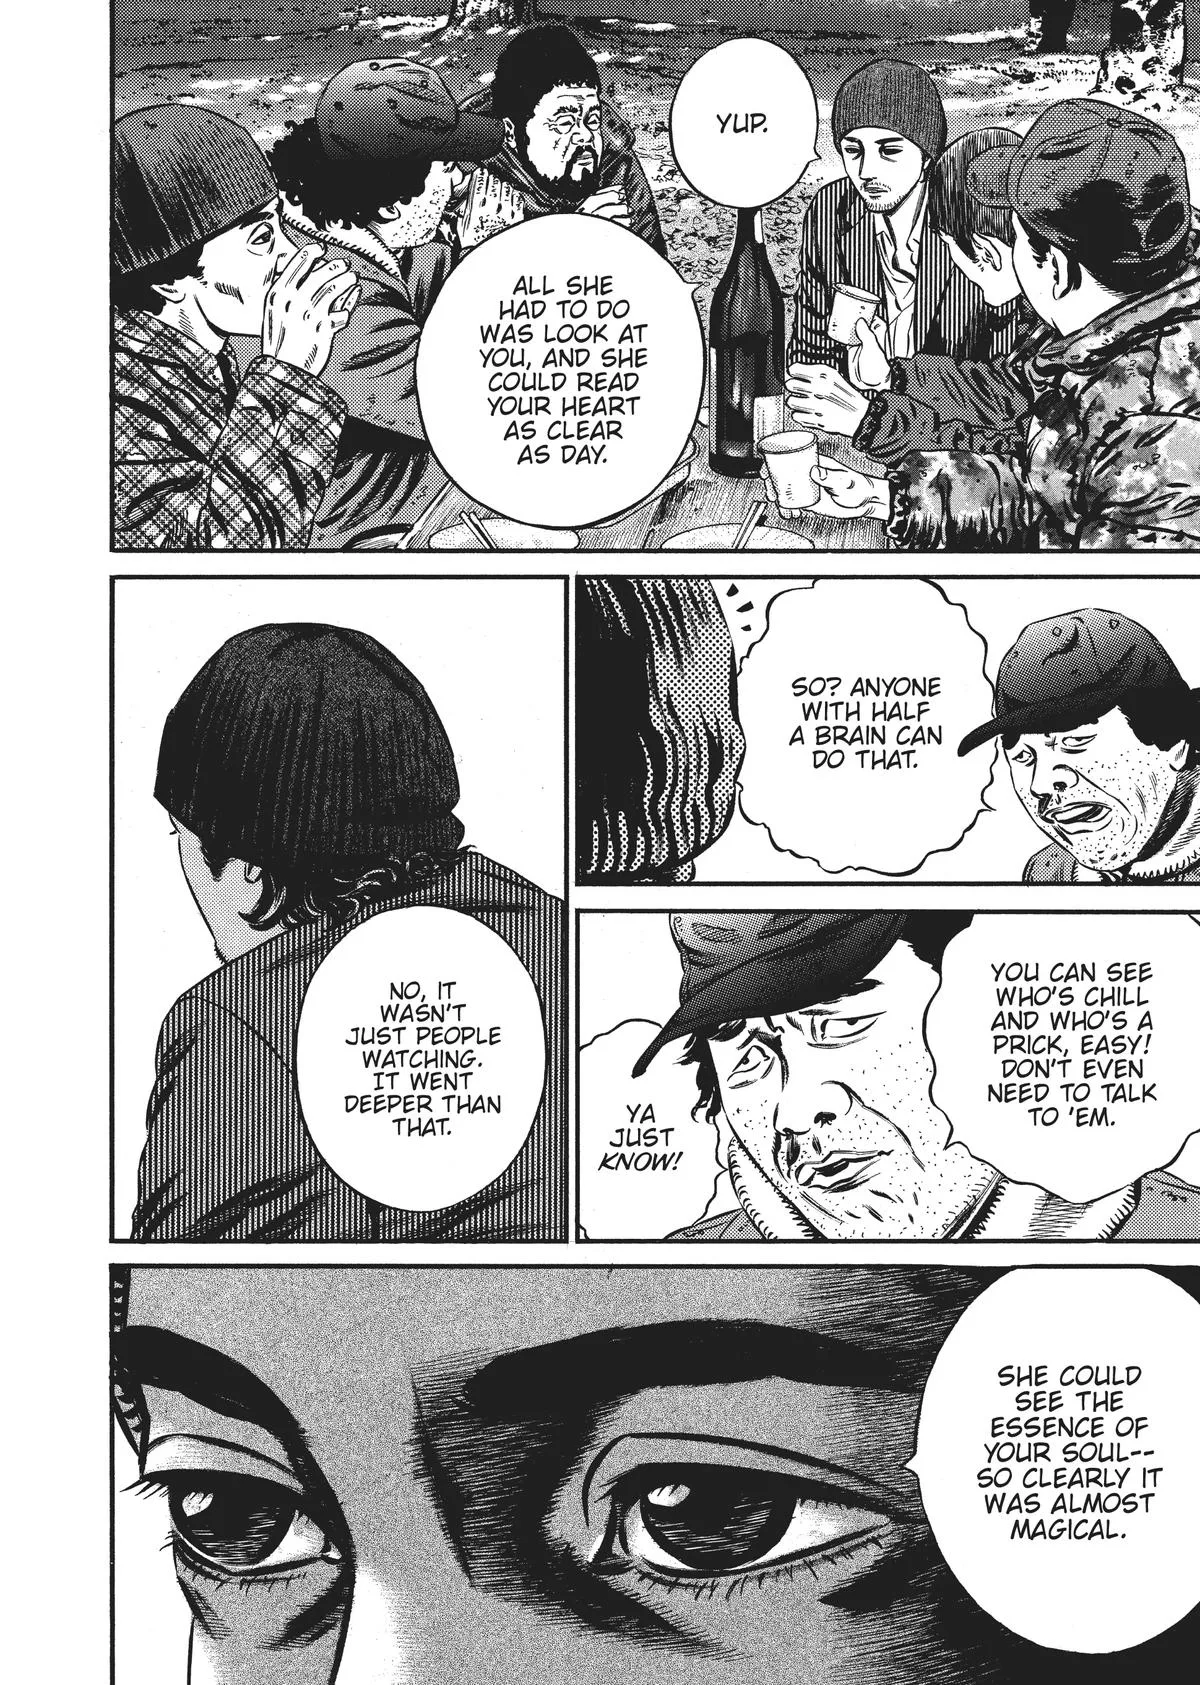 YUP.
ALL SHE
HAD TO DO
WAS LOOK AT
YOU, AND SHE
COULD READ
YOUR HEART
AS CLEAR
AS DAY.
SO? ANYONE
WITH HALF
A BRAIN CAN
DO THAT.
NO, IT
WASN'T
JUST PEOPLE
WATCHING.
IT WENT
DEEPER THAN
THAT.
YOU CAN SEE
WHO'S CHILL
AND WHO'S A
PRICK, EASY!
DON'T EVEN
NEED TO TALK
TO 'EM.
YA
JUST
KNOW!
SHE COULD
SEE THE
ESSENCE OF
YOUR SOUL--
SO CLEARLY IT
WAS ALMOST
MAGICAL.